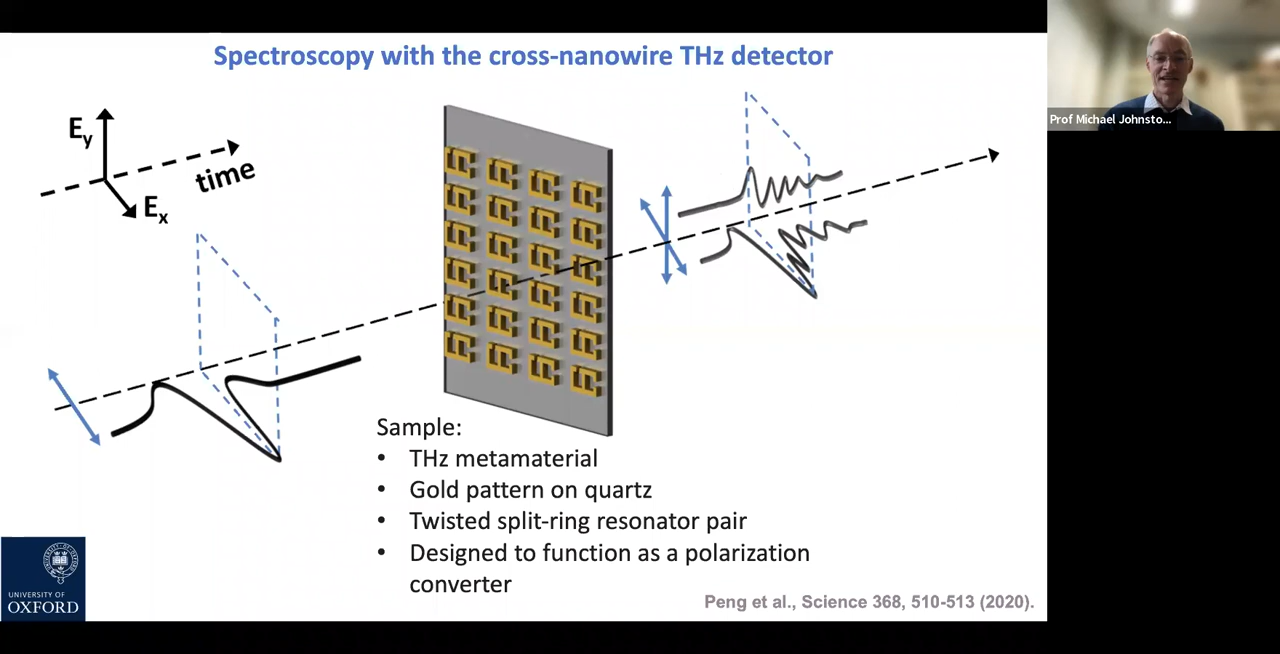 Spectroscopy with the cross-nanowire THz detector
Prof Michael Johnsto...
Ey
time
Ex
Sample:
• THz metamaterial
• Gold pattern on quartz
• Twisted split-ring resonator pair
• Designed to function as a polarization
converter
UNIVERSITY OF
OXFORD
Peng et al., Science 368, 510-513 (2020).